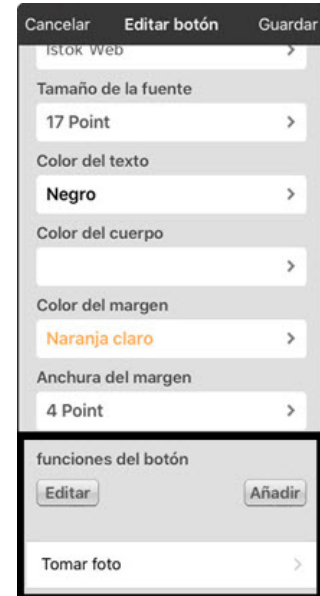 Cancelar Editar botón Guardar
Istok Web
Tamaño de la fuente
17 Point
Color del texto
Negro
Color del cuerpo
Color del margen
Naranja claro
Anchura del margen
4 Point
funciones del botón
Editar Añadir
Tomar foto